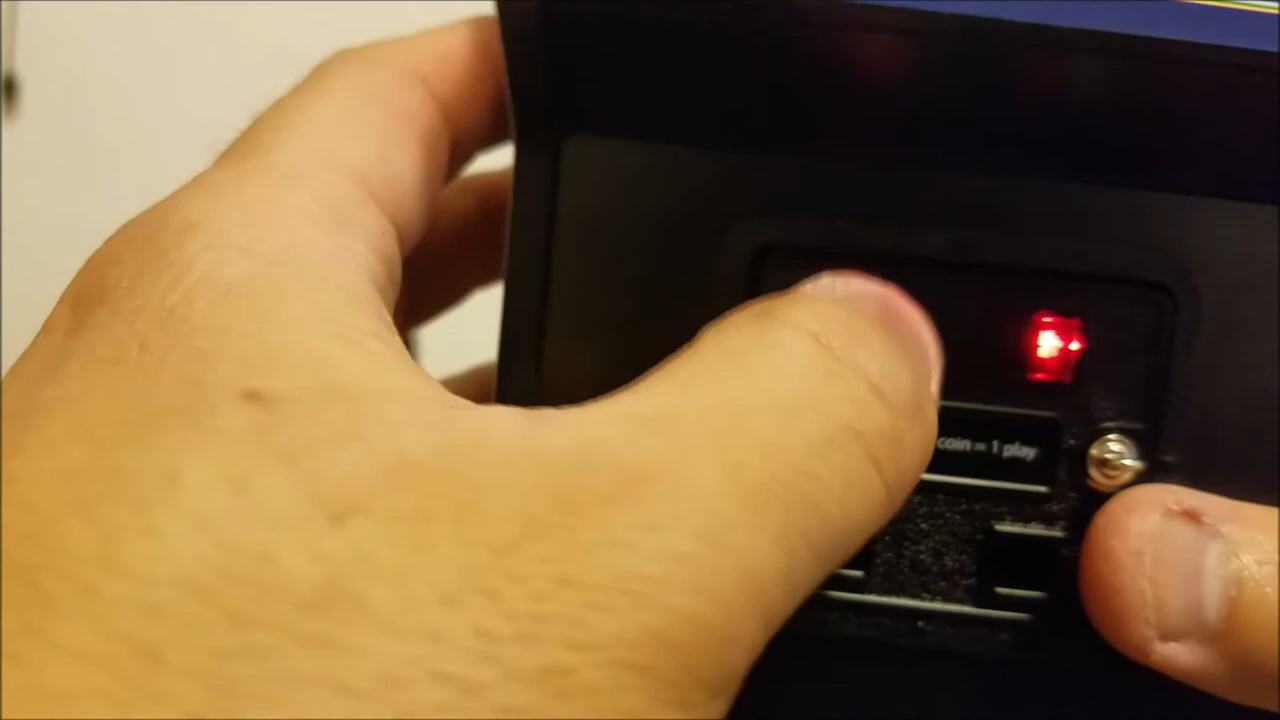 coin = 1 play